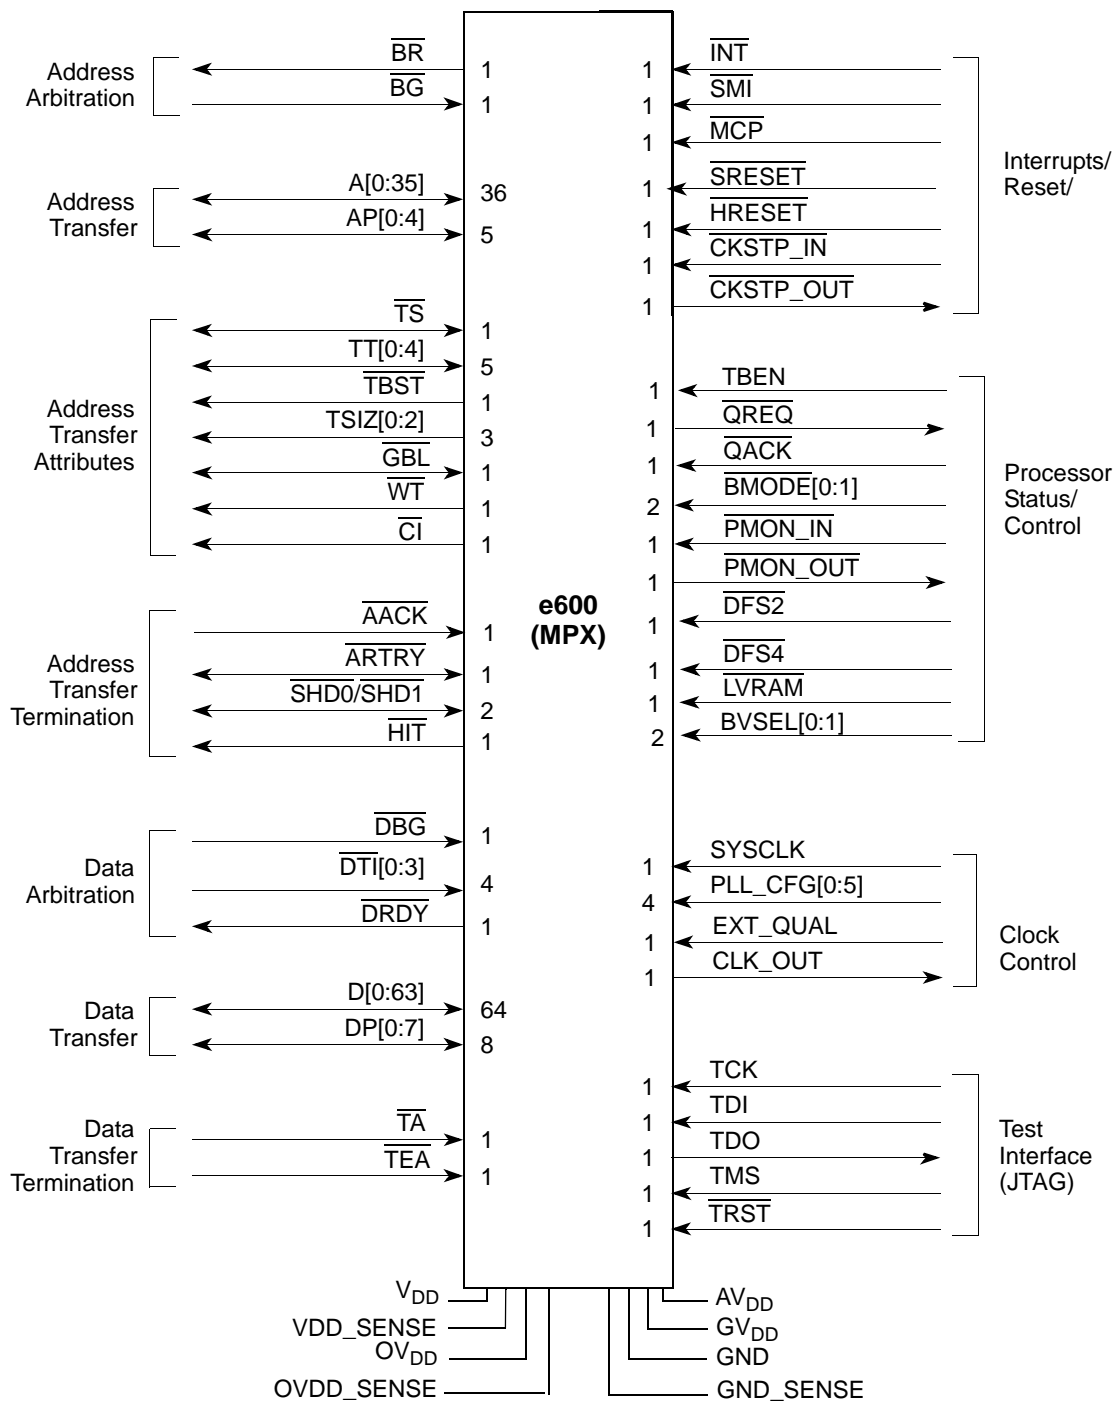 Address
Arbitration
BR
1
BG
1
Address
Transfer
A[0:35]
36
AP[0:4]
5
Address
Transfer
Attributes
TS
1
TT[0:4]
5
TBST
1
TSIZ[0:2]
3
GBL
1
WT
1
CI
1
Address
Transfer
Termination
AACK
1
ARTRY
1
SHD0/SHD1
2
HIT
1
Data
Arbitration
DBG
1
DTI[0:3]
4
DRDY
1
Data
Transfer
D[0:63]
64
DP[0:7]
8
Data
Transfer
Termination
TA
1
TEA
1
e600
(MPX)
1
INT
1
SMI
1
MCP
1
SRESET
1
HRESET
1
CKSTP_IN
1
CKSTP_OUT
Interrupts/
Reset/
1
TBEN
1
QREQ
1
QACK
2
BMODE[0:1]
1
PMON_IN
1
PMON_OUT
1
DFS2
1
DFS4
1
LVRAM
2
BVSEL[0:1]
Processor
Status/
Control
1
SYSCLK
4
PLL_CFG[0:5]
1
EXT_QUAL
1
CLK_OUT
Clock
Control
1
TCK
1
TDI
1
TDO
1
TMS
1
TRST
Test
Interface
(JTAG)
VDD
VDD_SENSE
OVDD
OVDD_SENSE
AVDD
GVDD
GND
GND_SENSE